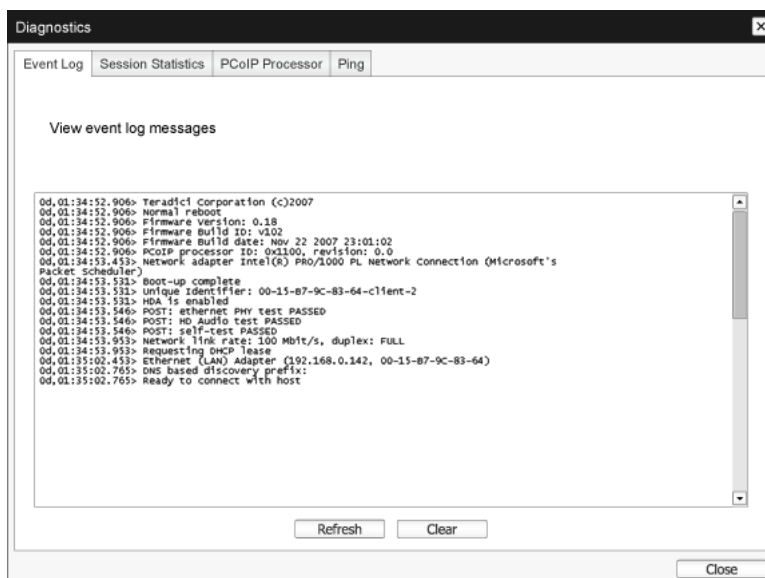 Diagnostics
Event Log Session Statistics PCoIP Processor Ping
View event log messages
0d,01:34:52.906> Teradici Corporation (c)2007
0d,01:34:52.906> Normal reboot
0d,01:34:52.906> Firmware Version: 0.18
0d,01:34:52.906> Firmware Build ID: v102
0d,01:34:52.906> Firmware Build date: Nov 22 2007 23:01:02
0d,01:34:52.906> PCoIP processor ID: 0x1100, revision: 0.0
0d,01:34:53.453> Network adapter Intel(R) PRO/1000 PL Network Connection (Microsoft's
Packet Scheduler)
0d,01:34:53.531> Boot-up complete
0d,01:34:53.531> Unique Identifier: 00-15-B7-9C-83-64-client-2
0d,01:34:53.531> HDA is enabled
0d,01:34:53.546> POST: ethernet PHY test PASSED
0d,01:34:53.546> POST: HD Audio test PASSED
0d,01:34:53.546> POST: self-test PASSED
0d,01:34:53.953> Network link rate: 100 Mbit/s, duplex: FULL
0d,01:34:53.953> Requesting DHCP lease
0d,01:35:02.453> Ethernet (LAN) Adapter (192.168.0.142, 00-15-B7-9C-83-64)
0d,01:35:02.765> DNS based discovery prefix:
0d,01:35:02.765> Ready to connect with host
Refresh Clear
Close